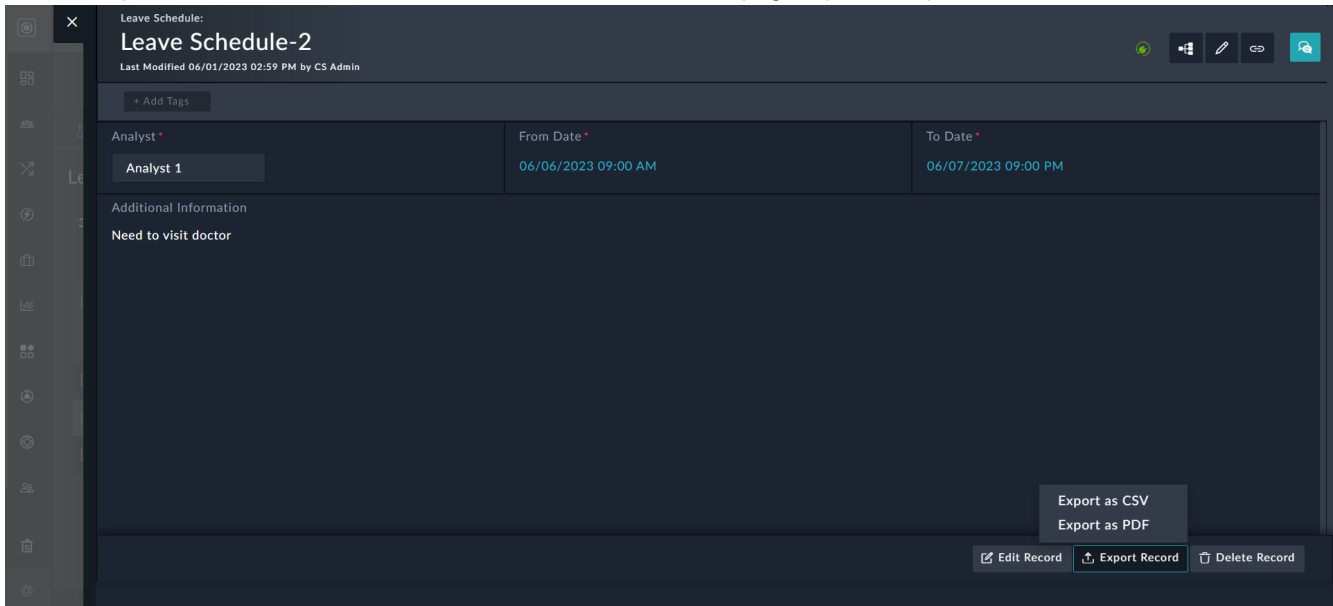 Leave Schedule:
Leave Schedule-2
Last Modified 06/01/2023 02:59 PM by CS Admin
+ Add Tags
Analyst *
From Date *
To Date *
Analyst 1
06/06/2023 09:00 AM
06/07/2023 09:00 PM
Le
Additional Information
Need to visit doctor
Export as CSV
Export as PDF
Edit Record
Export Record
Delete Record